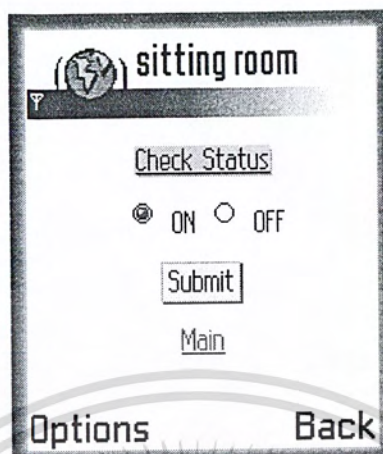 sitting room
Check Status
ON OFF
Submit
Main
Options Back